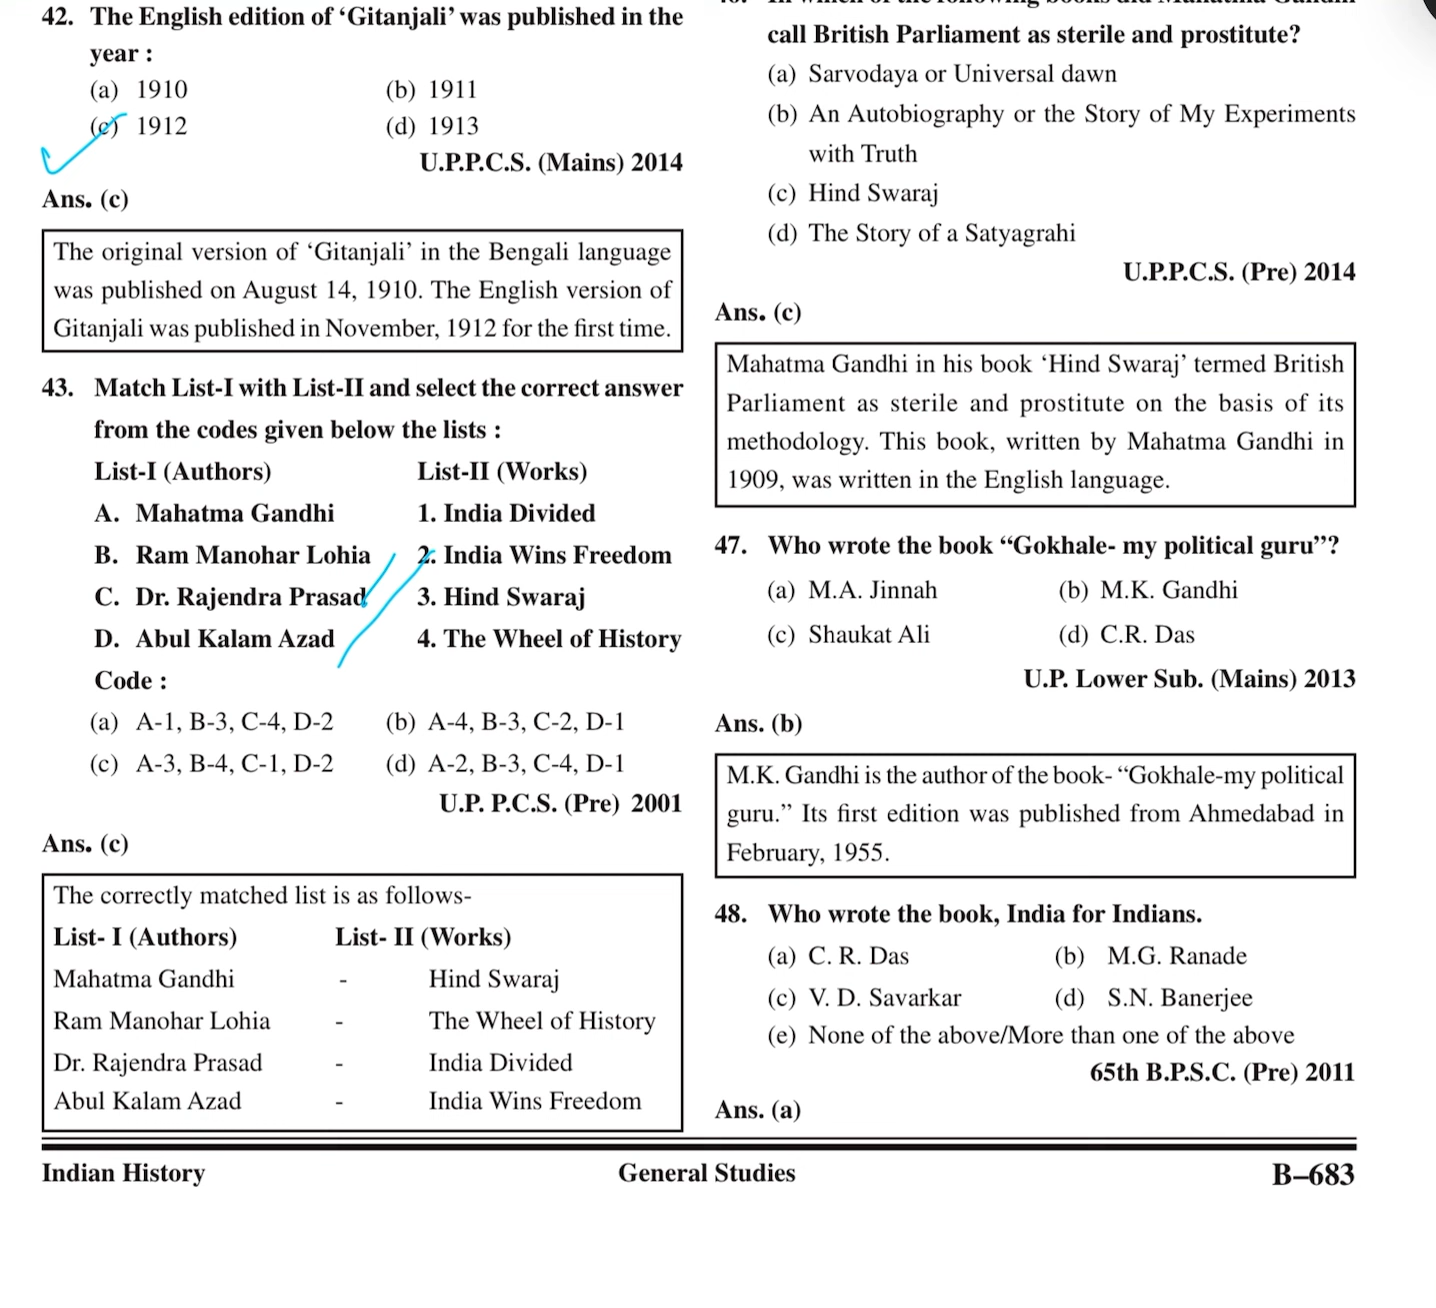 42. The English edition of ‘Gitanjali’ was published in the
year :
(a) 1910 (b) 1911
(c) 1912 (d) 1913
U.P.P.C.S. (Mains) 2014
Ans. (c)
The original version of ‘Gitanjali’ in the Bengali language
was published on August 14, 1910. The English version of
Gitanjali was published in November, 1912 for the first time.
43. Match List-I with List-II and select the correct answer
from the codes given below the lists :
List-I (Authors) List-II (Works)
A. Mahatma Gandhi 1. India Divided
B. Ram Manohar Lohia 2. India Wins Freedom
C. Dr. Rajendra Prasad 3. Hind Swaraj
D. Abul Kalam Azad 4. The Wheel of History
Code :
(a) A-1, B-3, C-4, D-2 (b) A-4, B-3, C-2, D-1
(c) A-3, B-4, C-1, D-2 (d) A-2, B-3, C-4, D-1
U.P. P.C.S. (Pre) 2001
Ans. (c)
The correctly matched list is as follows-
List- I (Authors) List- II (Works)
Mahatma Gandhi - Hind Swaraj
Ram Manohar Lohia - The Wheel of History
Dr. Rajendra Prasad - India Divided
Abul Kalam Azad - India Wins Freedom
call British Parliament as sterile and prostitute?
(a) Sarvodaya or Universal dawn
(b) An Autobiography or the Story of My Experiments
with Truth
(c) Hind Swaraj
(d) The Story of a Satyagrahi
U.P.P.C.S. (Pre) 2014
Ans. (c)
Mahatma Gandhi in his book ‘Hind Swaraj’ termed British
Parliament as sterile and prostitute on the basis of its
methodology. This book, written by Mahatma Gandhi in
1909, was written in the English language.
47. Who wrote the book “Gokhale- my political guru”?
(a) M.A. Jinnah (b) M.K. Gandhi
(c) Shaukat Ali (d) C.R. Das
U.P. Lower Sub. (Mains) 2013
Ans. (b)
M.K. Gandhi is the author of the book- “Gokhale-my political
guru.” Its first edition was published from Ahmedabad in
February, 1955.
48. Who wrote the book, India for Indians.
(a) C. R. Das (b) M.G. Ranade
(c) V. D. Savarkar (d) S.N. Banerjee
(e) None of the above/More than one of the above
65th B.P.S.C. (Pre) 2011
Ans. (a)
Indian History General Studies B–683